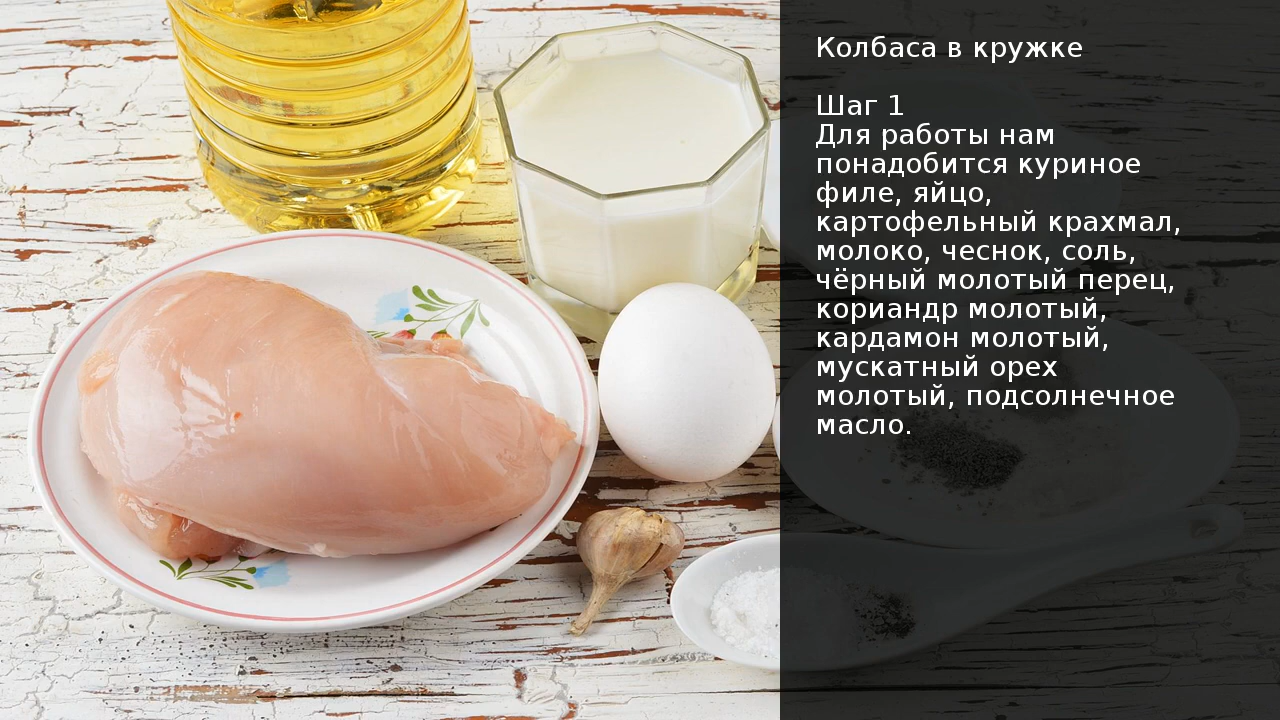 Колбаса в кружке
Шаг 1
Для работы нам
понадобится куриное
филе, яйцо,
картофельный крахмал,
молоко, чеснок, соль,
чёрный молотый перец,
кориандр молотый,
кардамон молотый,
мускатный орех
молотый, подсолнечное
масло.